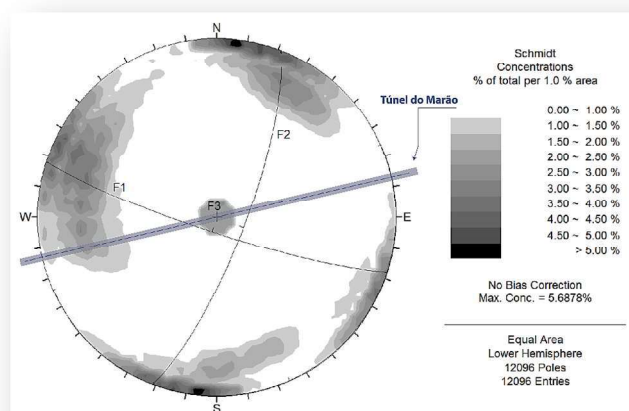 N
Schmidt
Concentrations
% of total per 1.0 % area
Túnel do Marão
0.00 ~ 1.00 %
1.00 ~ 1.50 %
1.50 ~ 2.00 %
2.00 ~ 2.50 %
2.50 ~ 3.00 %
3.00 ~ 3.50 %
3.50 ~ 4.00 %
4.00 ~ 4.50 %
4.50 ~ 5.00 %
> 5.00 %
F2
F1
F3
W
E
No Bias Correction
Max. Conc. = 5.6878%
Equal Area
Lower Hemisphere
12096 Poles
12096 Entries
S